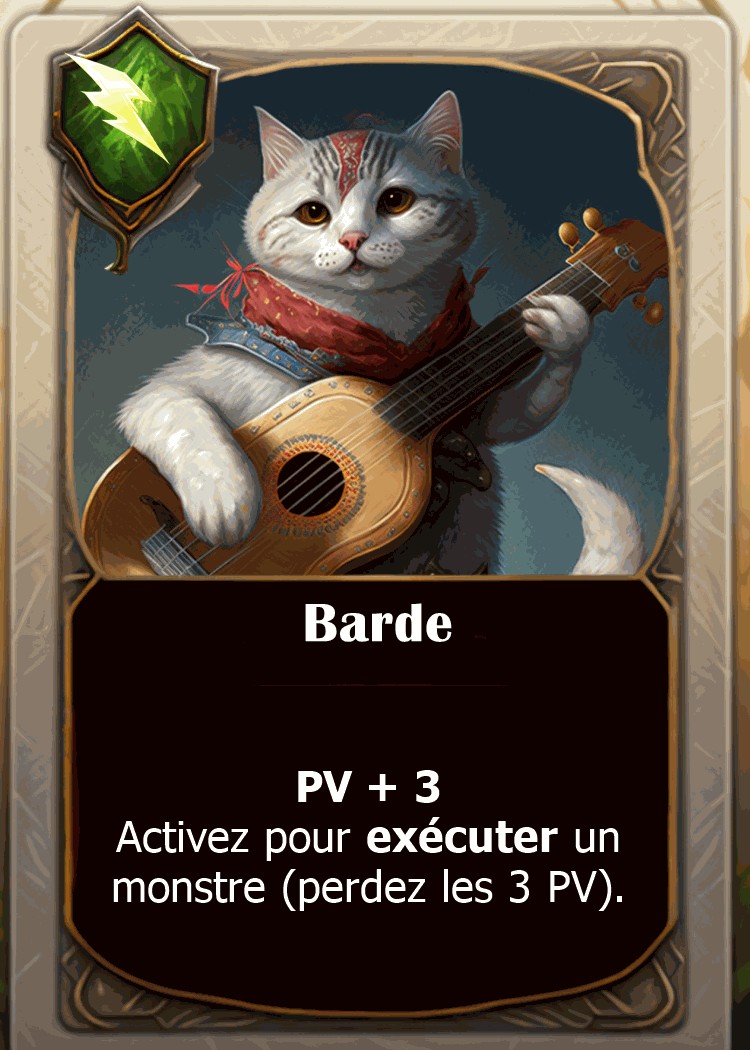 Barde
PV + 3
Activez pour exécuter un
monstre (perdez les 3 PV).